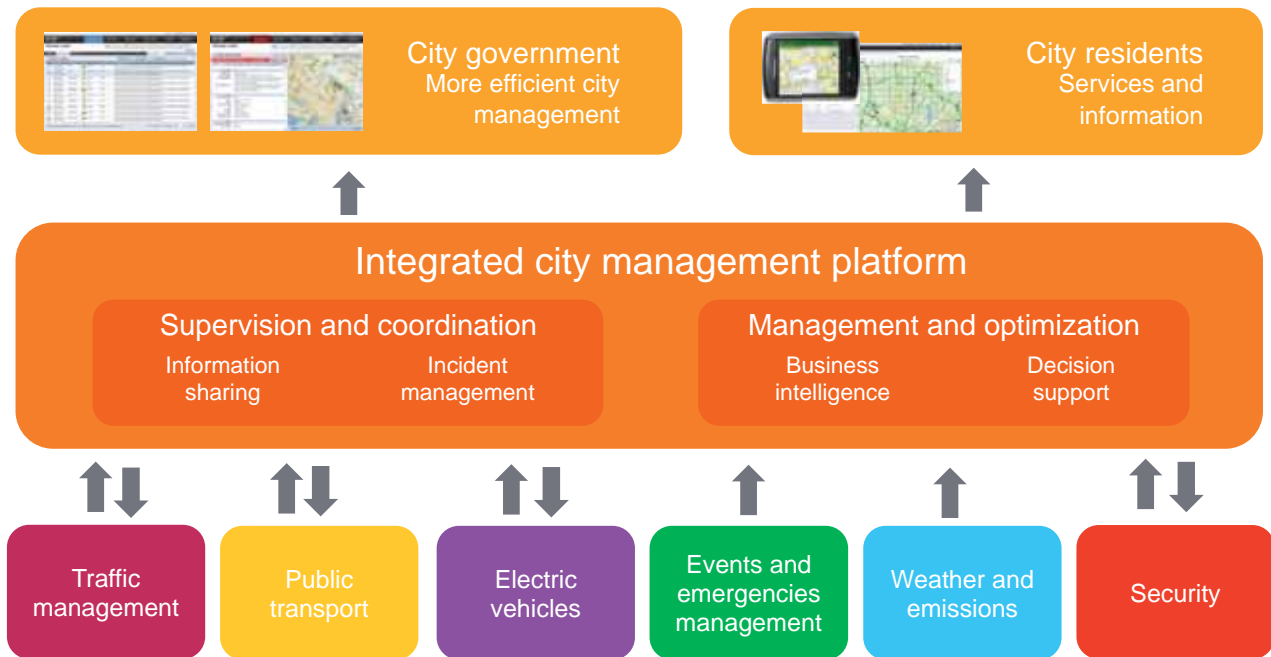 City government
More efficient city
management
City residents
Services and
information
Integrated city management platform
Supervision and coordination
Information
sharing
Incident
management
Management and optimization
Business
intelligence
Decision
support
Traffic
management
Public
transport
Electric
vehicles
Events and
emergencies
management
Weather and
emissions
Security